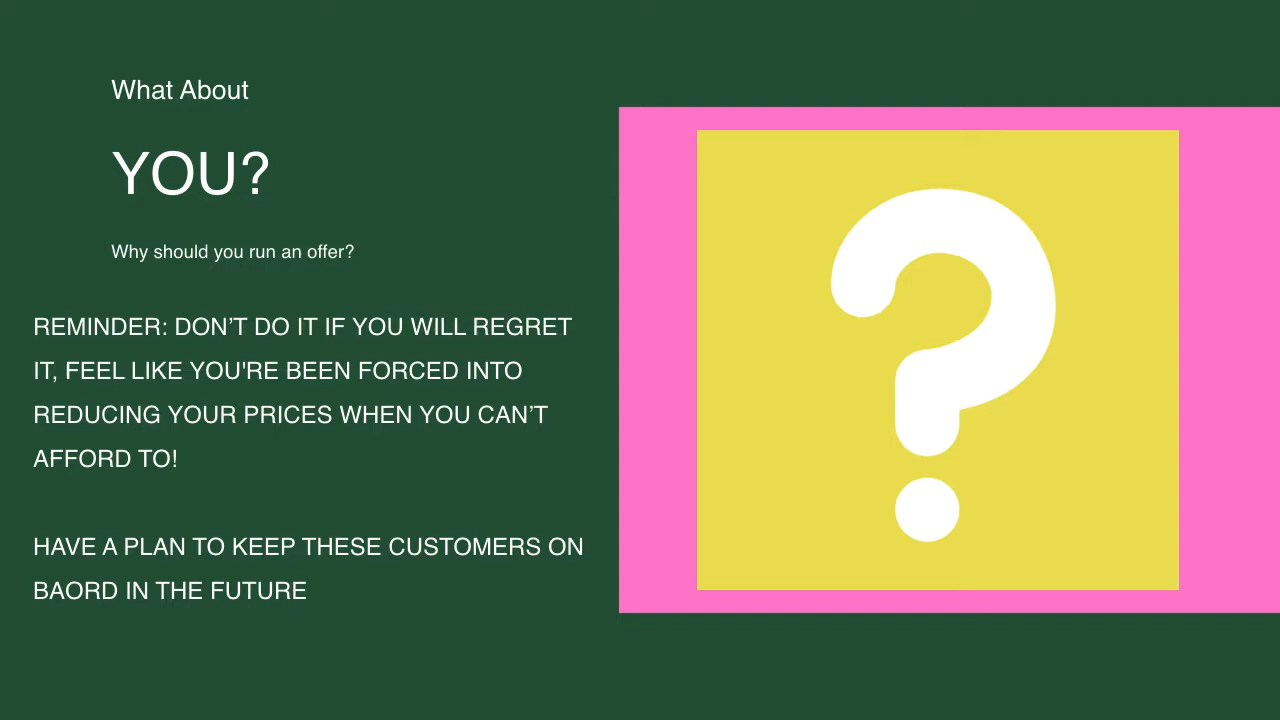 What About
YOU?
Why should you run an offer?
REMINDER: DON’T DO IT IF YOU WILL REGRET
IT, FEEL LIKE YOU'RE BEEN FORCED INTO
REDUCING YOUR PRICES WHEN YOU CAN’T
AFFORD TO!
HAVE A PLAN TO KEEP THESE CUSTOMERS ON
BAORD IN THE FUTURE
?